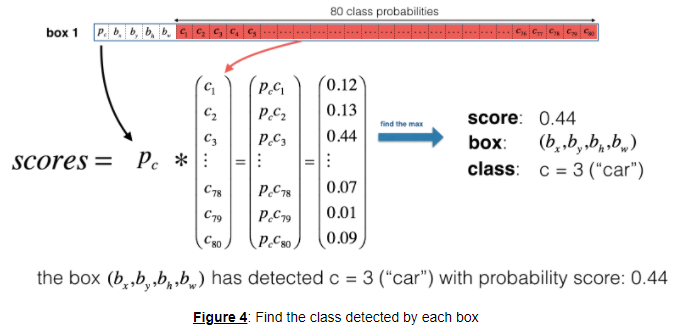 80 class probabilities
box 1 p_c b_x b_y b_h b_w c_1 c_2 c_3 c_4 c_5 ... c_76 c_77 c_78 c_79 c_80
scores = p_c * (c_1 c_2 c_3 ⋮ c_78 c_79 c_80) = (p_c c_1 p_c c_2 p_c c_3 ⋮ p_c c_78 p_c c_79 p_c c_80) = (0.12 0.13 0.44 ⋮ 0.07 0.01 0.09)
find the max
score: 0.44
box: (b_x,b_y,b_h,b_w)
class: c = 3 (“car”)
the box (b_x,b_y,b_h,b_w) has detected c = 3 (“car”) with probability score: 0.44
Figure 4: Find the class detected by each box